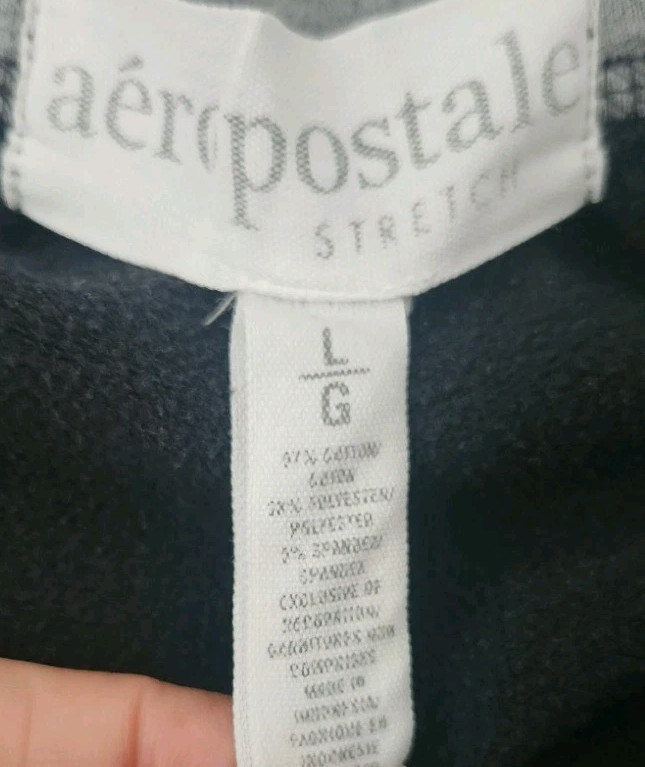 aéropostale
STRETCH
L
G
COTTON/
COTON
POLYESTER/
POLYESTER
SPANDEX/
SPANDEX
EXCLUSIVE OF
DECORATION/
GARNITURES NON
COMPRISES
MADE IN
INDONESIA/
FABRIQUE EN
INDONESIE